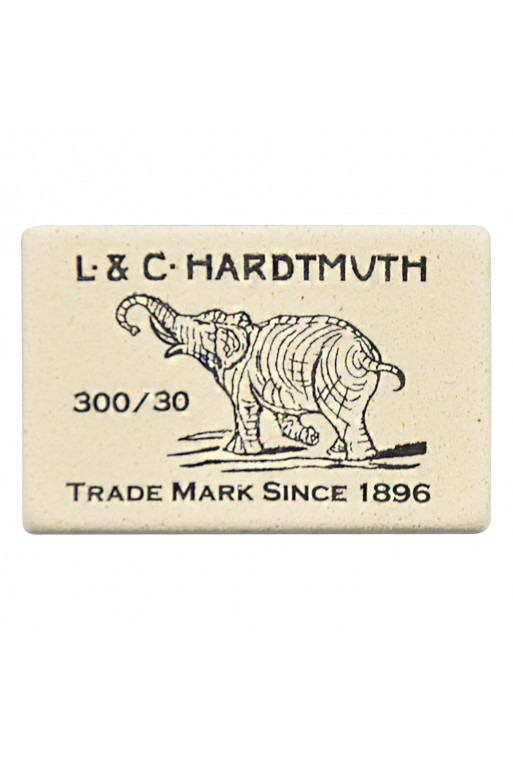 L. & C. HARDTMUTH
300/30
TRADE MARK SINCE 1896